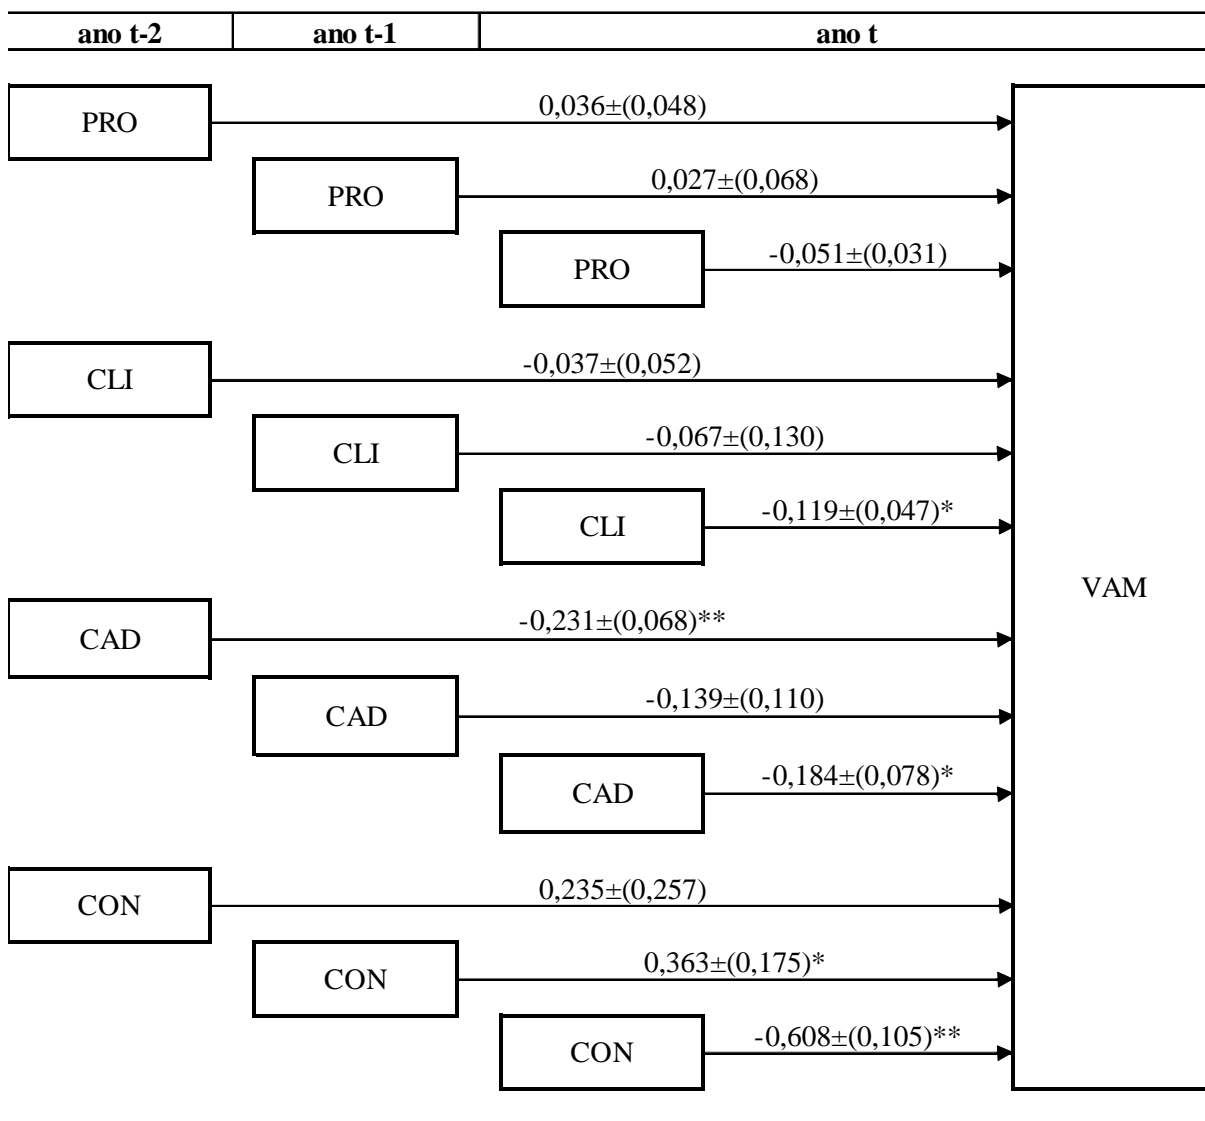 ano t-2 ano t-1 ano t
PRO 0,036±(0,048)
PRO 0,027±(0,068)
PRO -0,051±(0,031)
CLI -0,037±(0,052)
CLI -0,067±(0,130)
CLI -0,119±(0,047)*
VAM
CAD -0,231±(0,068)**
CAD -0,139±(0,110)
CAD -0,184±(0,078)*
CON 0,235±(0,257)
CON 0,363±(0,175)*
CON -0,608±(0,105)**